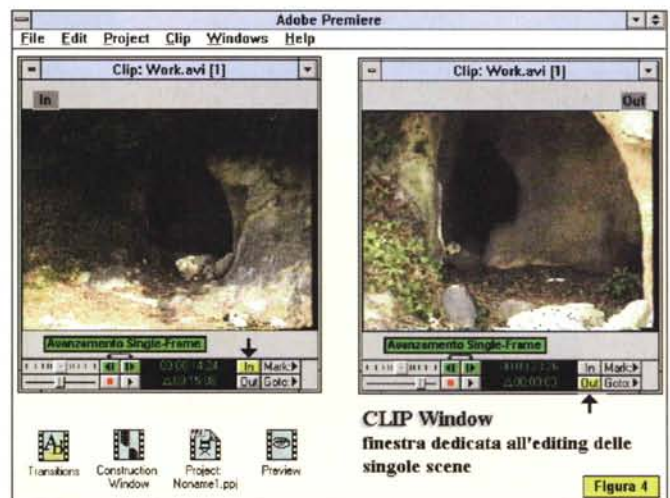 Adobe Premiere
File Edit Project Clip Windows Help
Clip: Work.avi [1]
In
Avanzamento Single-Frame
In Mark:
Out Goto:
Clip: Work.avi [1]
Out
Avanzamento Single-Frame
In Mark:
Out Goto:
Transitions
Construction
Window
Project:
Noname1.ppj
Preview
CLIP Window
finestra dedicata all'editing delle
singole scene
Figura 4